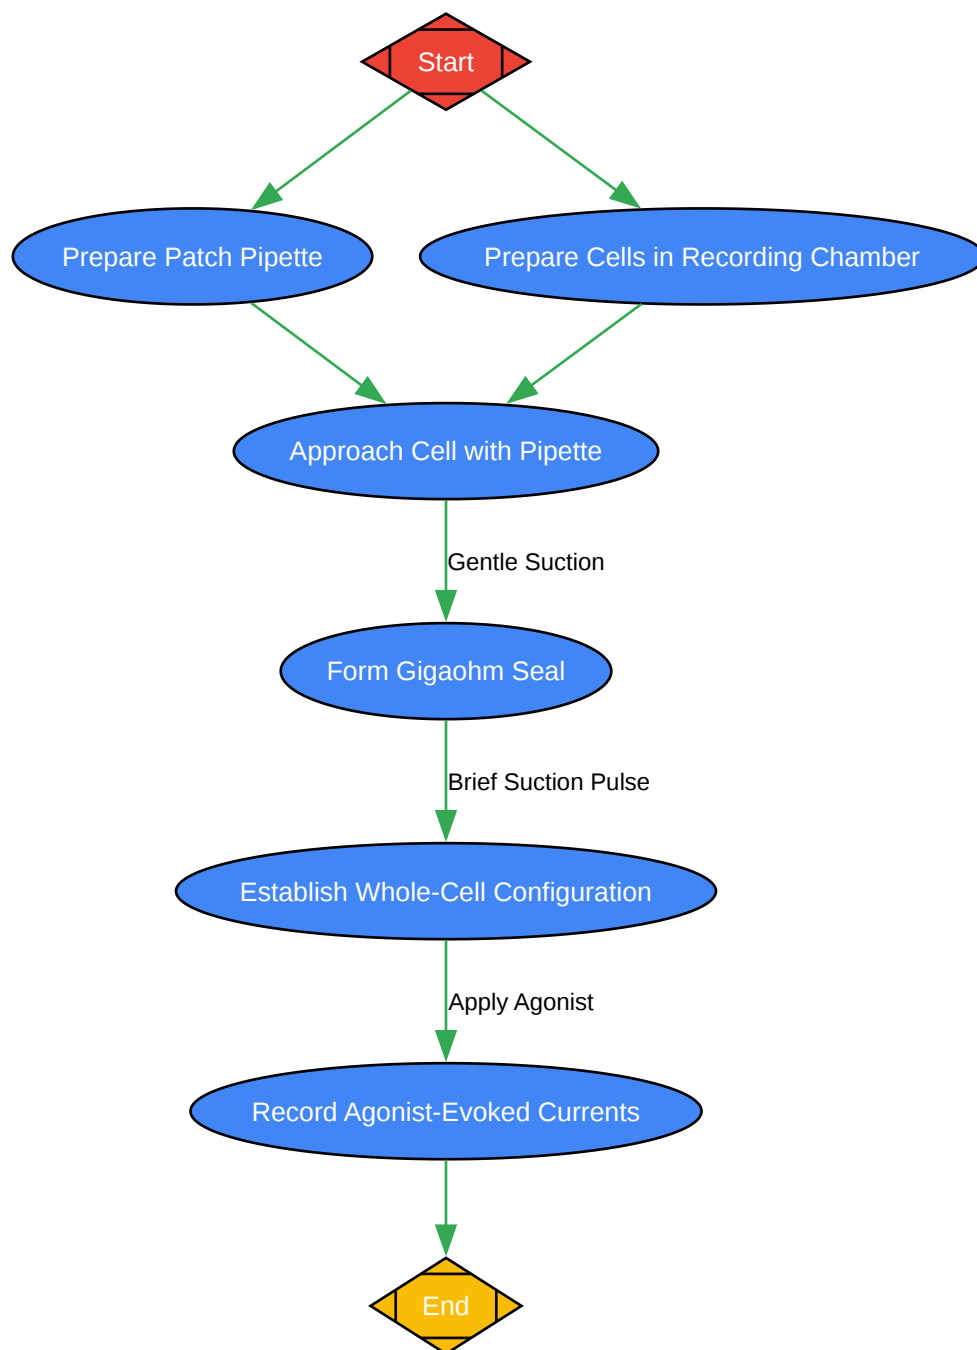 Start
Prepare Patch Pipette
Prepare Cells in Recording Chamber
Approach Cell with Pipette
Gentle Suction
Form Gigaohm Seal
Brief Suction Pulse
Establish Whole-Cell Configuration
Apply Agonist
Record Agonist-Evoked Currents
End